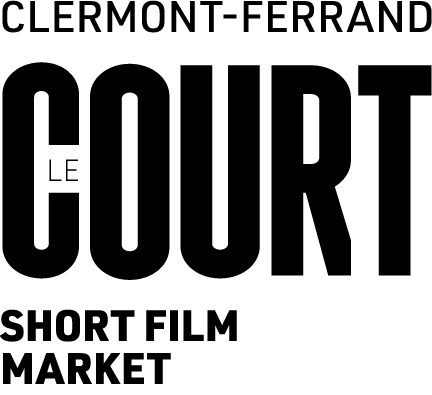 CLERMONT-FERRAND
LE
COURT
SHORT FILM
MARKET